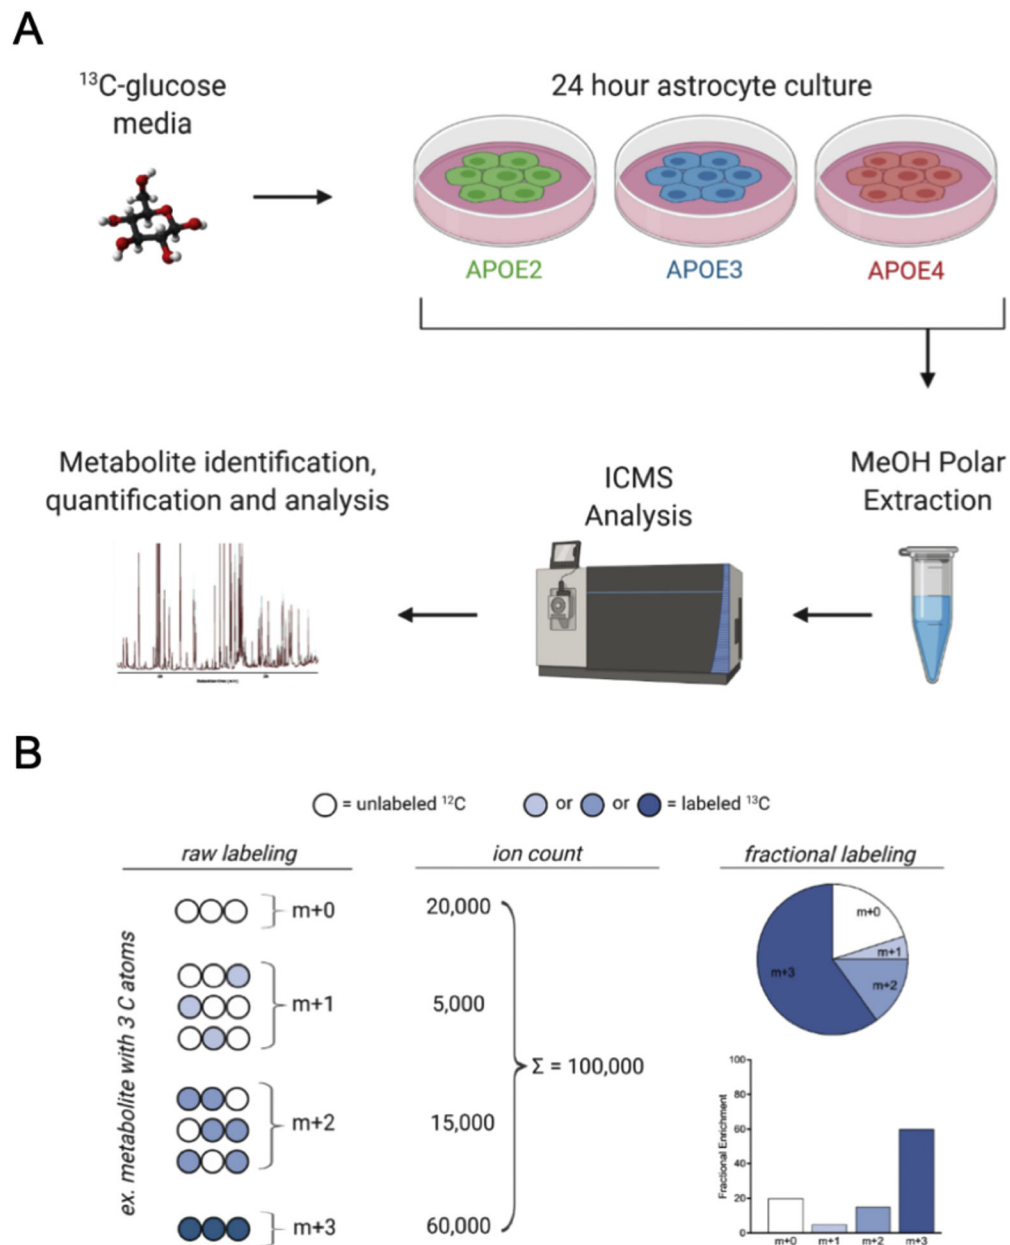 A
¹³C-glucose
media
24 hour astrocyte culture
APOE2
APOE3
APOE4
Metabolite identification,
quantification and analysis
ICMS
Analysis
MeOH Polar
Extraction
B
= unlabeled ¹²C
or
or
= labeled ¹³C
raw labeling
ion count
fractional labeling
ex. metabolite with 3 C atoms
m+0
20,000
m+1
5,000
Σ = 100,000
m+2
15,000
m+3
60,000
m+0
m+1
m+2
m+3
Fractional Enrichment
100
80
60
40
20
0
m+0
m+1
m+2
m+3